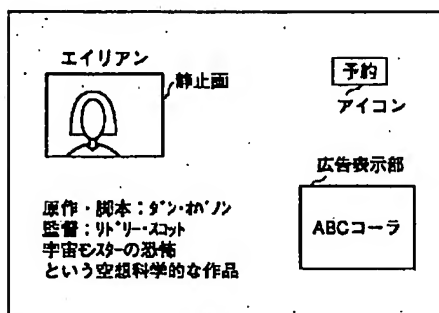 エイリアン
静止画
予約
アイコン
広告表示部
ABCコーラ
原作・脚本：ダン・オバノン
監督：リドリー・スコット
宇宙モンスターの恐怖
という空想科学的な作品